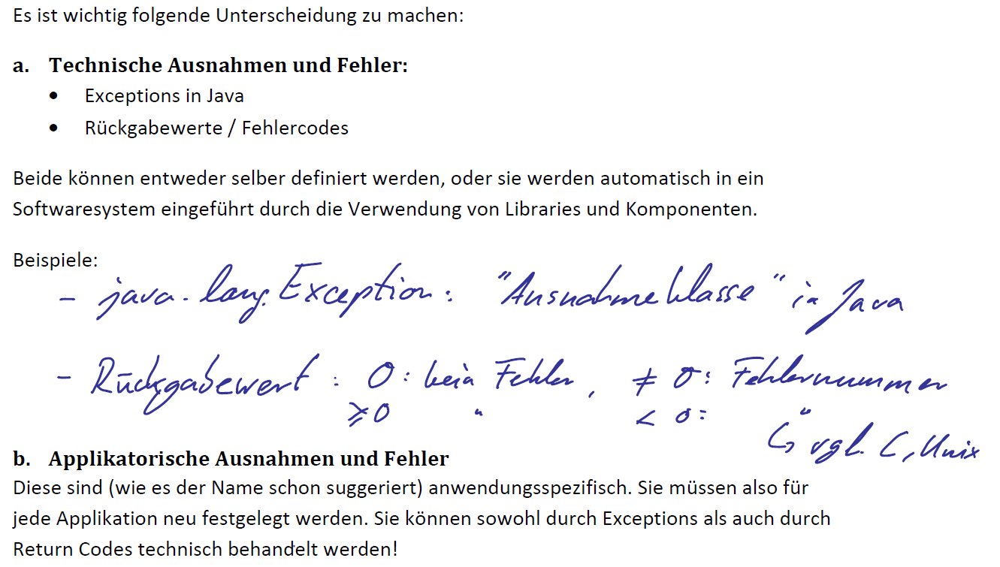 Es ist wichtig folgende Unterscheidung zu machen:
a. Technische Ausnahmen und Fehler:
• Exceptions in Java
• Rückgabewerte / Fehlercodes
Beide können entweder selber definiert werden, oder sie werden automatisch in ein
Softwaresystem eingeführt durch die Verwendung von Libraries und Komponenten.
Beispiele:
- java.lang.Exception: "Ausnahmeklasse" in Java
- Rückgabewert: 0: kein Fehler, ≠ 0: Fehlernummer
≥0 " < 0: "
↳ vgl. C, Unix
b. Applikatorische Ausnahmen und Fehler
Diese sind (wie es der Name schon suggeriert) anwendungsspezifisch. Sie müssen also für
jede Applikation neu festgelegt werden. Sie können sowohl durch Exceptions als auch durch
Return Codes technisch behandelt werden!